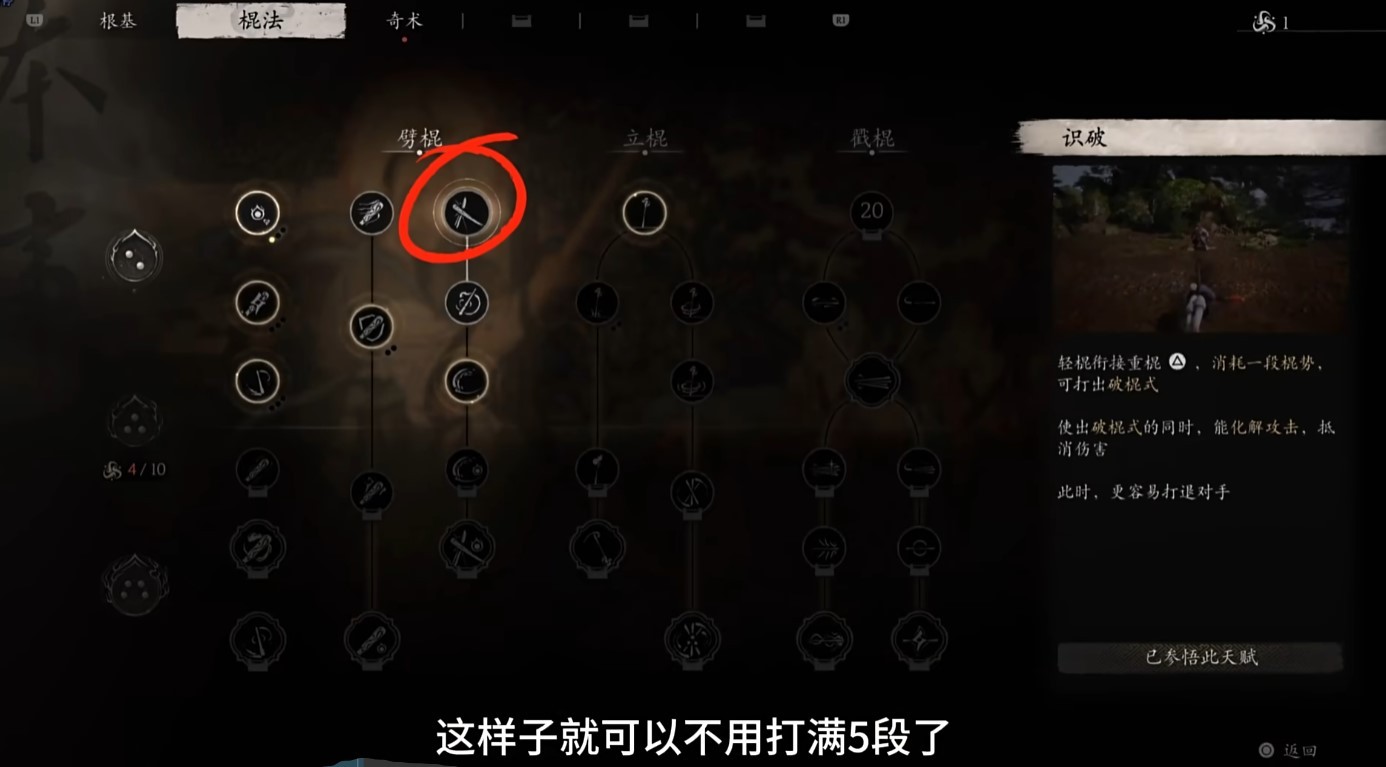 L1
根基
棍法
奇术
R1
1
劈棍
立棍
戳棍
20
4/10
识破
轻棍衔接重棍 ，消耗一段棍势，
可打出破棍式
使出破棍式的同时，能化解攻击，抵
消伤害
此时，更容易打退对手
已参悟此天赋
这样子就可以不用打满5段了
返回